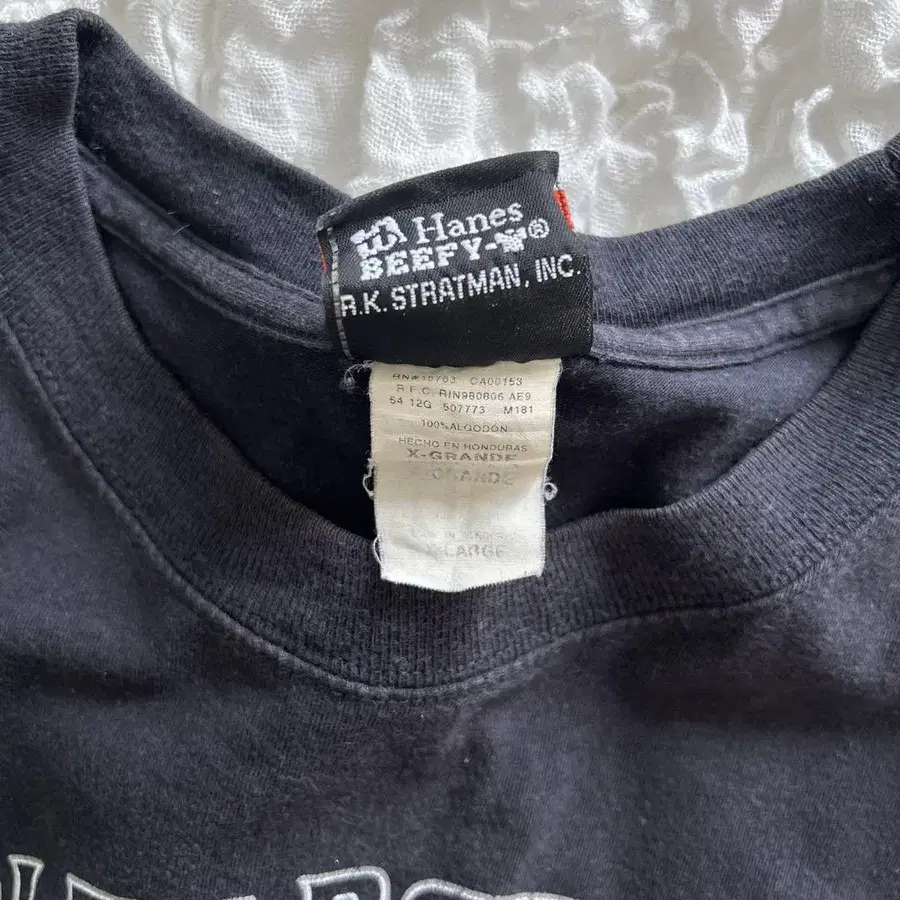 Hanes
BEEFY-T®
R.K. STRATMAN, INC.
RN#15763 CA00153
R.F.C. RIN980806 AE9
54 12G 507773 M181
100% ALGODON
HECHO EN HONDURAS
X-GRANDE
GRANDE
X-LARGE